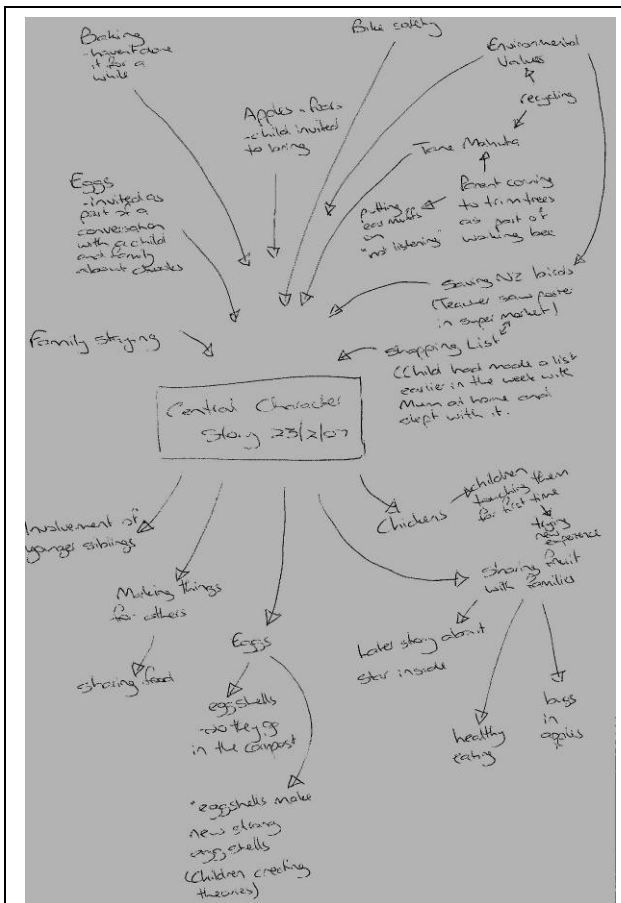 Baking
- haven't done
it for a
while
Bike safety
Environmental
Values
recycling
Apples + 
- child invited
to bring
Tane Mahuta
Parent coming
to trim trees
as part of
working bee
putting
ear muffs
on
"not listening"
Eggs
- invited as
part of a
conversation
with a child
and family
about chooks
Saving NZ birds
(Teacher saw poster
in supermarket)
Family staying
Shopping List
(Child had made a list
earlier in the week with
Mum at home and
slept with it.
Central Character
Story 23/2/07
Chickens
children
touching them
for first time
trying
new
experience
Involvement of
younger siblings
Making things
for others
sharing food
Eggs
eggshells
- do they go
in the compost
"eggshells make
new strong
eggshells
(Children creating
theories)
Sharing fruit
with families
Later story about
star inside
healthy
eating
bugs
in
apples